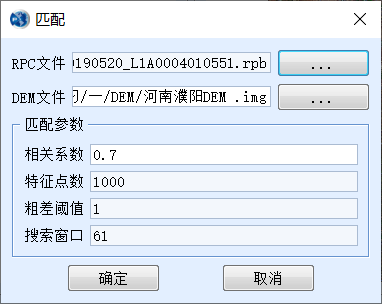 匹配
RPC文件 0190520_L1A0004010551.rpb ...
DEM文件 /一/DEM/河南濮阳DEM .img ...
匹配参数
相关系数 0.7
特征点数 1000
粗差阈值 1
搜索窗口 61
确定 取消